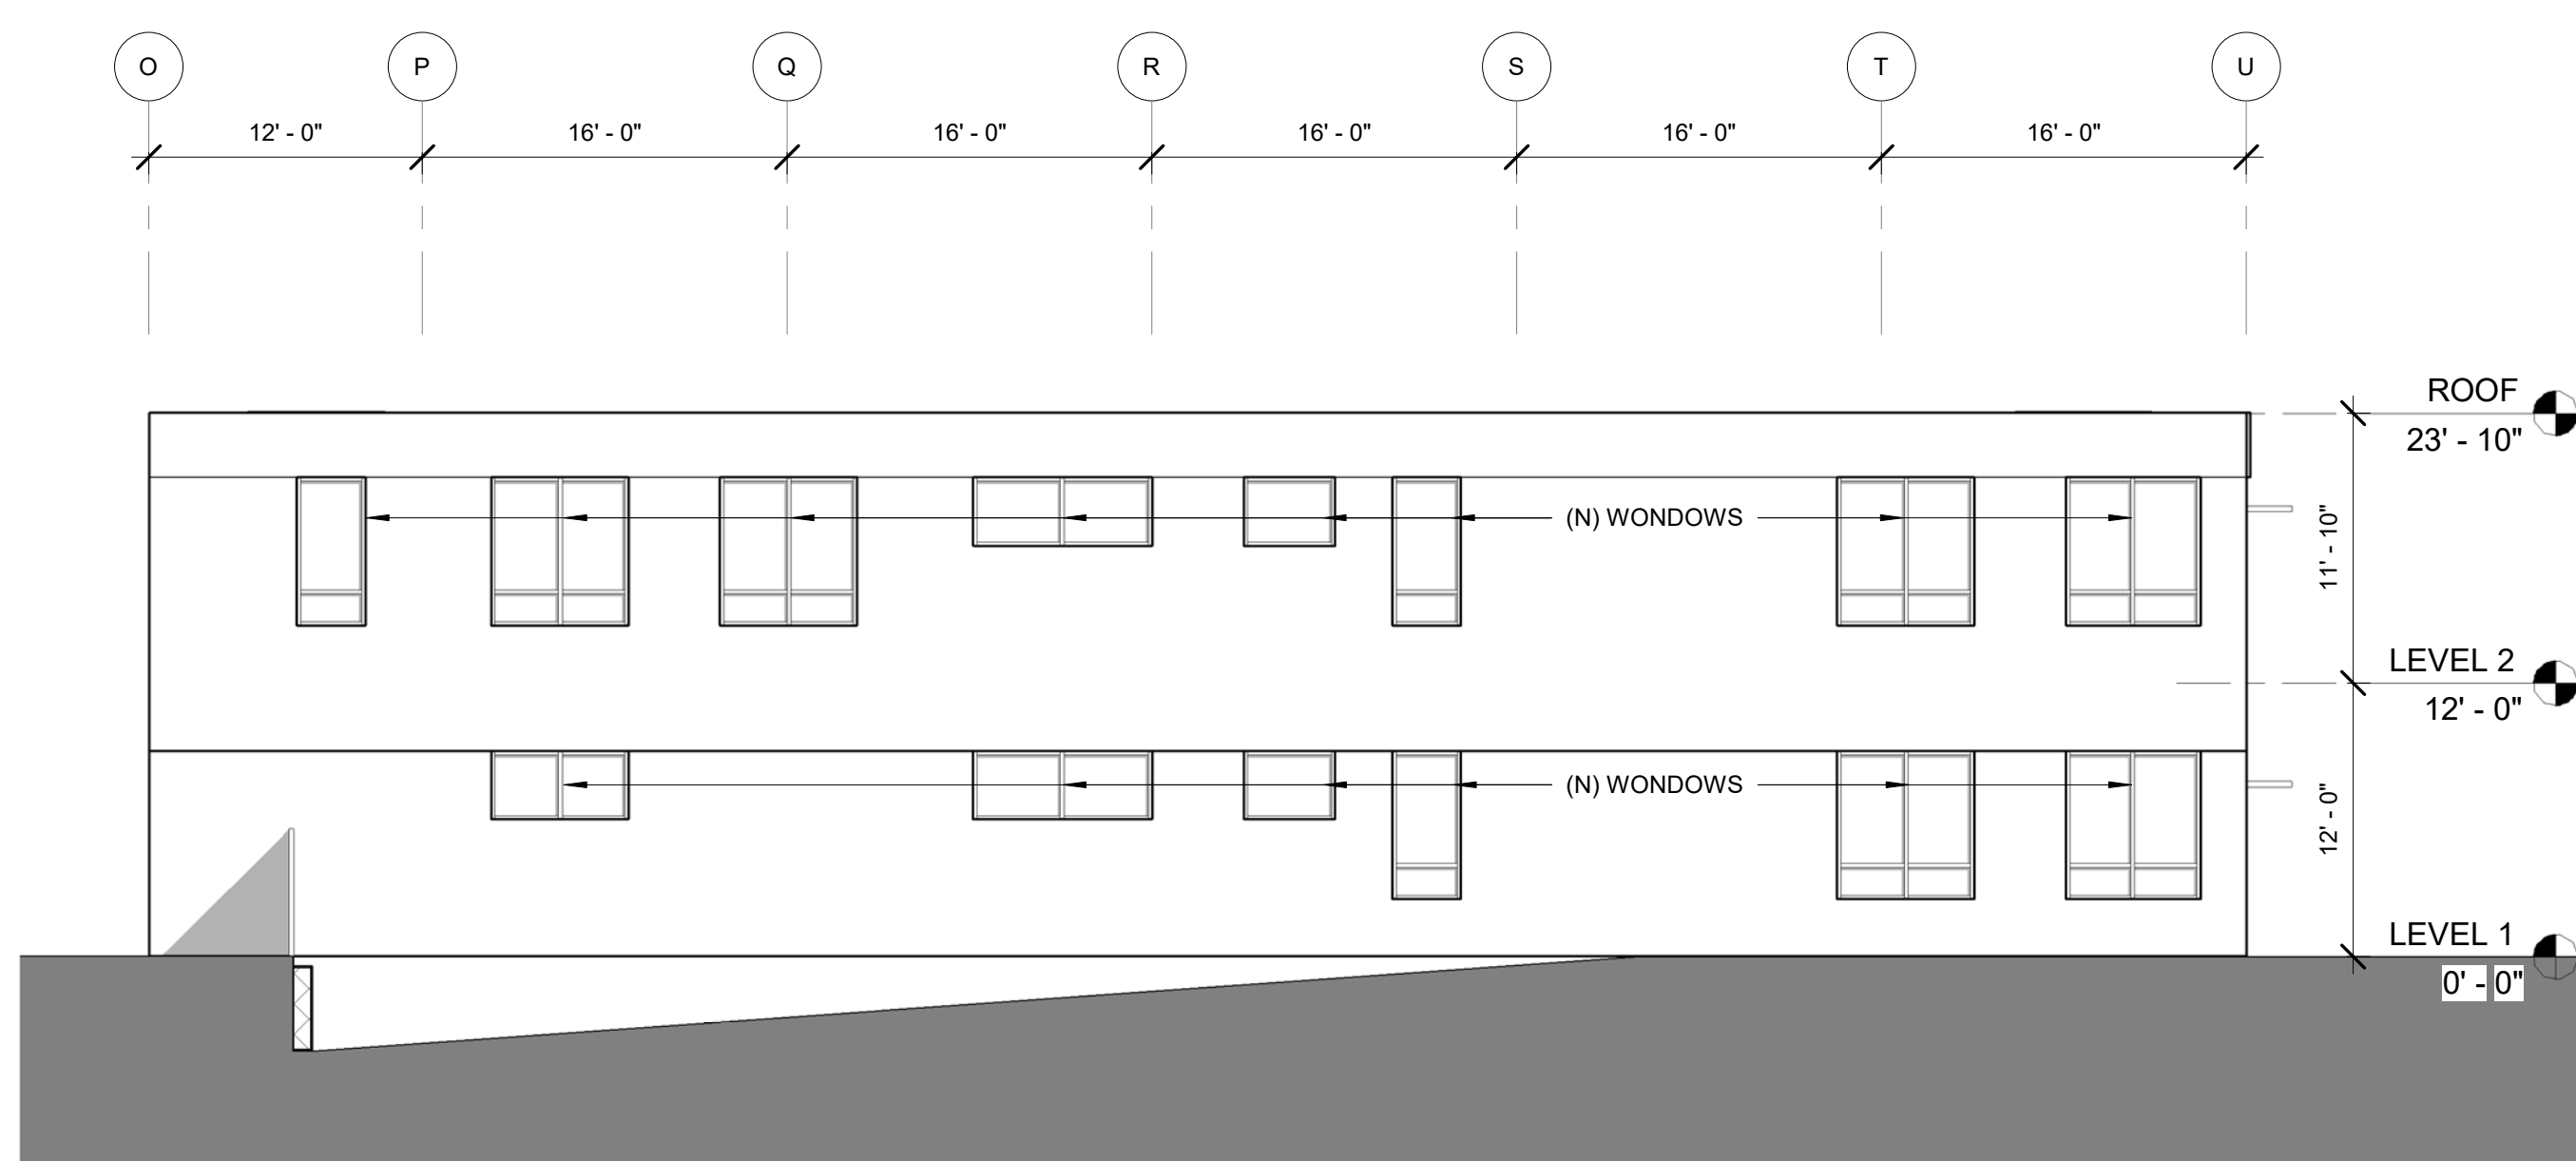 O P Q R S T U
12' - 0" 16' - 0" 16' - 0" 16' - 0" 16' - 0" 16' - 0"
ROOF
23' - 10"
(N) WONDOWS
11' - 10"
LEVEL 2
12' - 0"
(N) WONDOWS
12' - 0"
LEVEL 1
0' - 0"